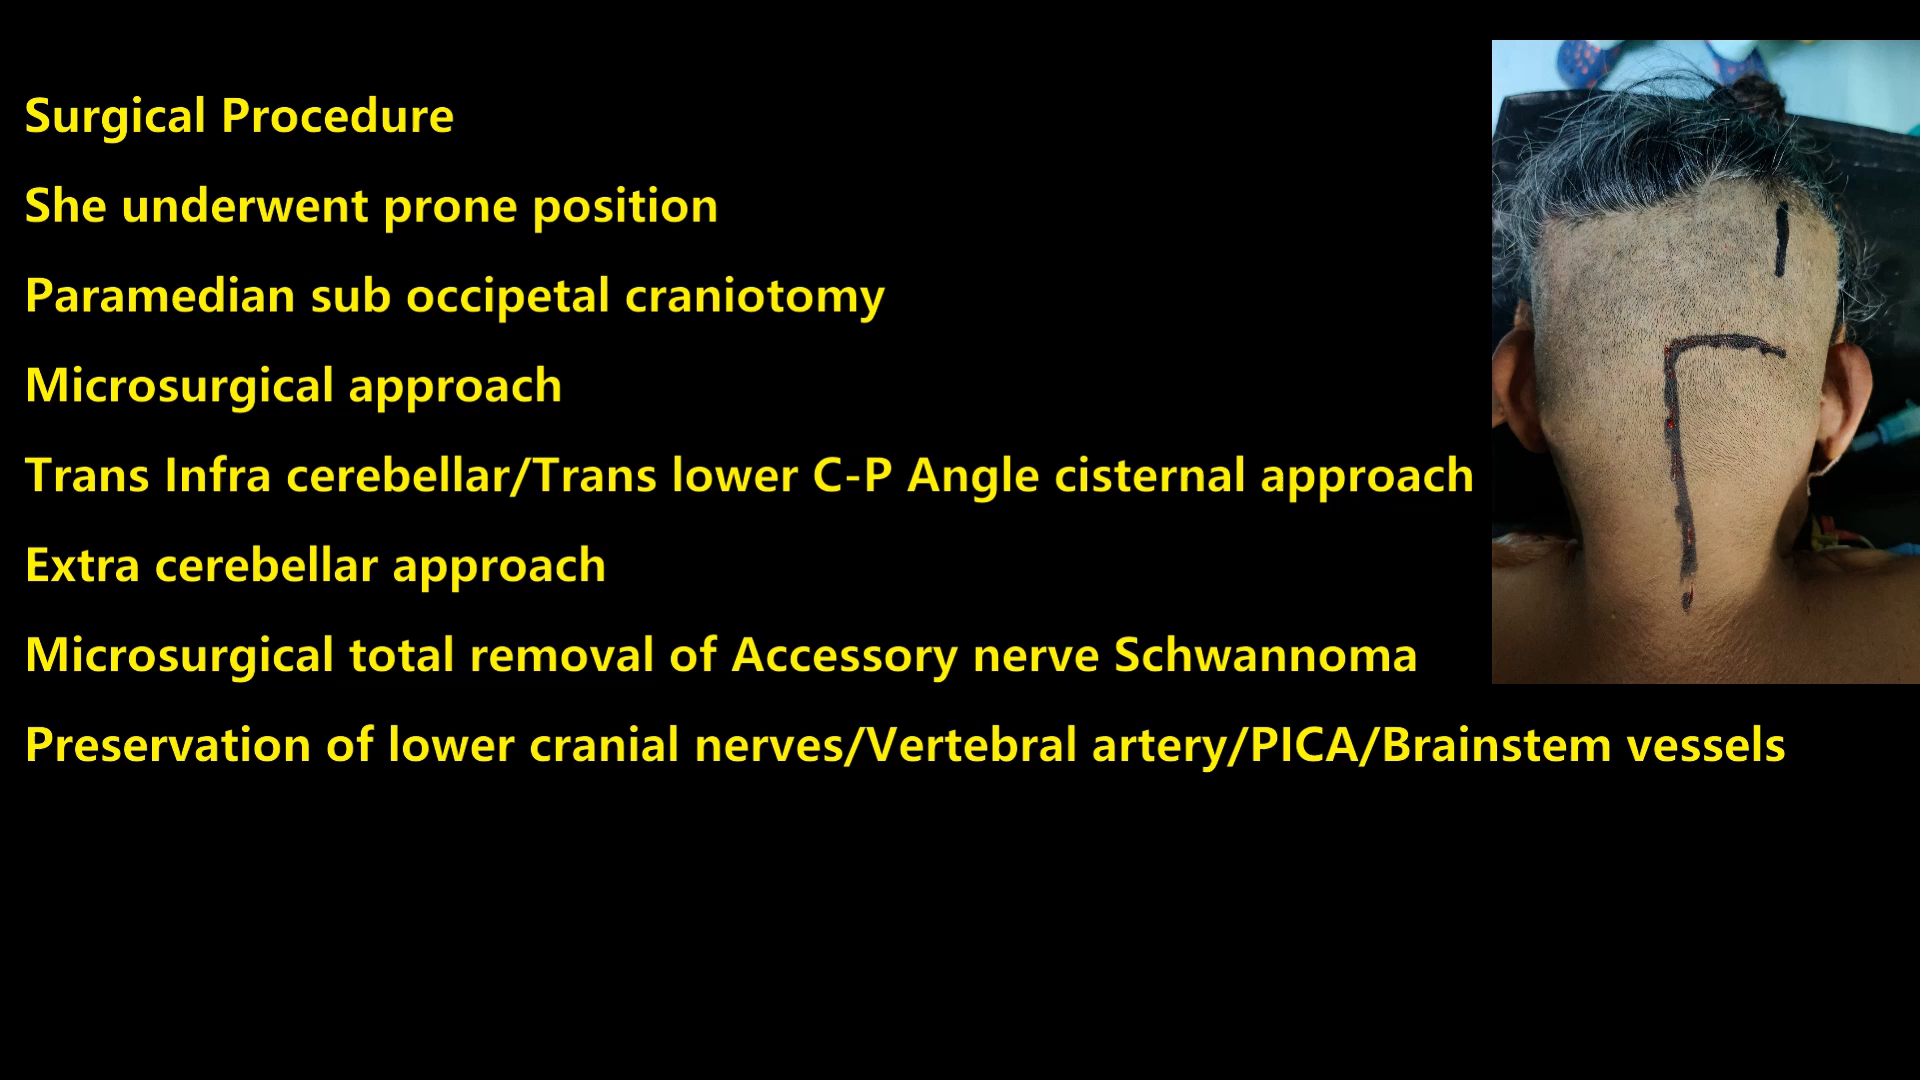 Surgical Procedure
She underwent prone position
Paramedian sub occipetal craniotomy
Microsurgical approach
Trans Infra cerebellar/Trans lower C-P Angle cisternal approach
Extra cerebellar approach
Microsurgical total removal of Accessory nerve Schwannoma
Preservation of lower cranial nerves/Vertebral artery/PICA/Brainstem vessels